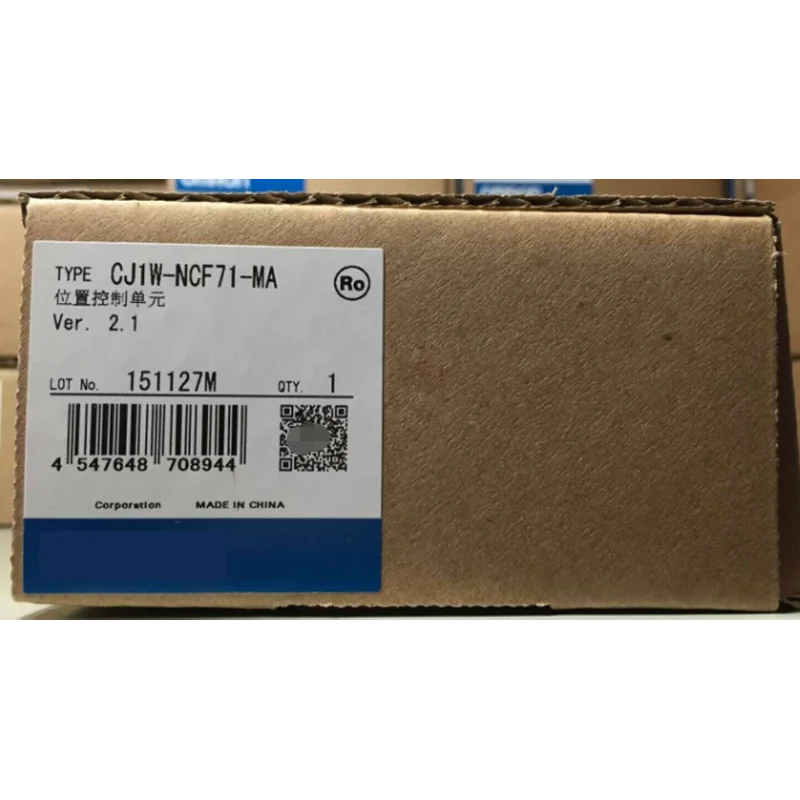 TYPE CJ1W-NCF71-MA
Ro
位置控制单元
Ver. 2.1
LOT No. 151127M QTY. 1
4 547648 708944
Corporation MADE IN CHINA